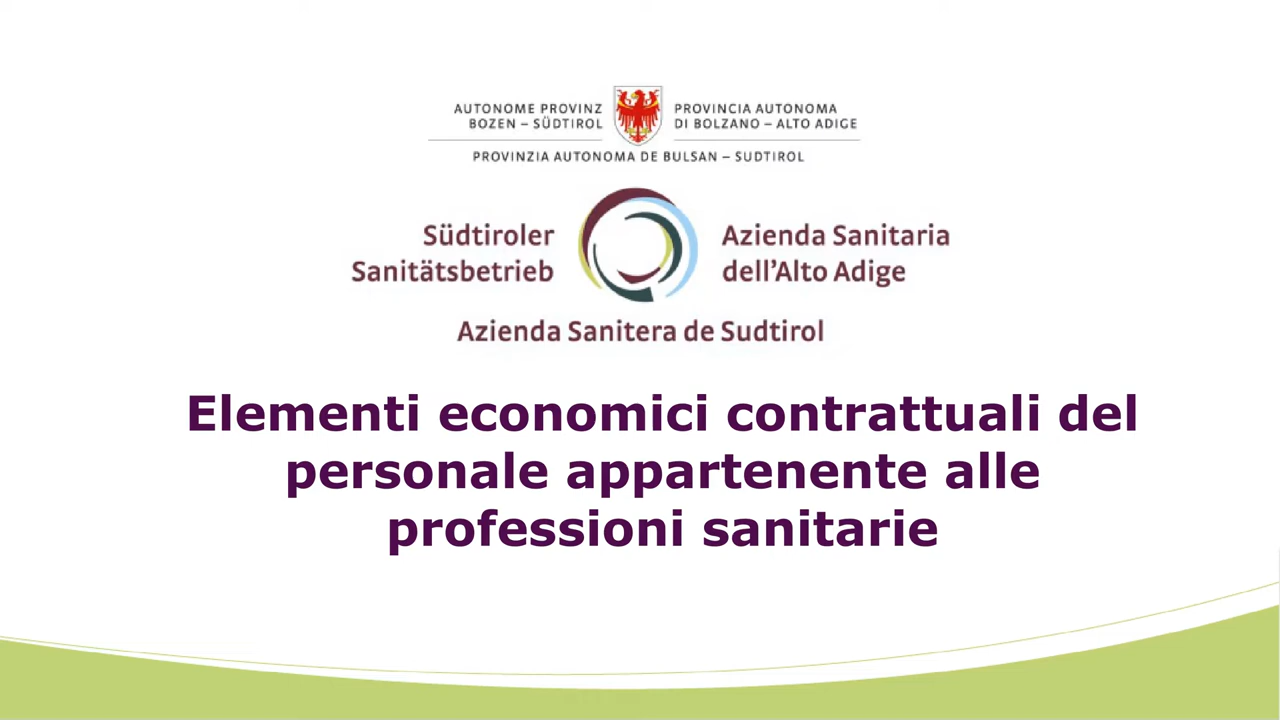 AUTONOME PROVINZ
BOZEN – SÜDTIROL
PROVINCIA AUTONOMA
DI BOLZANO – ALTO ADIGE
PROVINZIA AUTONOMA DE BULSAN – SUDTIROL
Südtiroler
Sanitätsbetrieb
Azienda Sanitaria
dell’Alto Adige
Azienda Sanitera de Sudtirol
Elementi economici contrattuali del
personale appartenente alle
professioni sanitarie